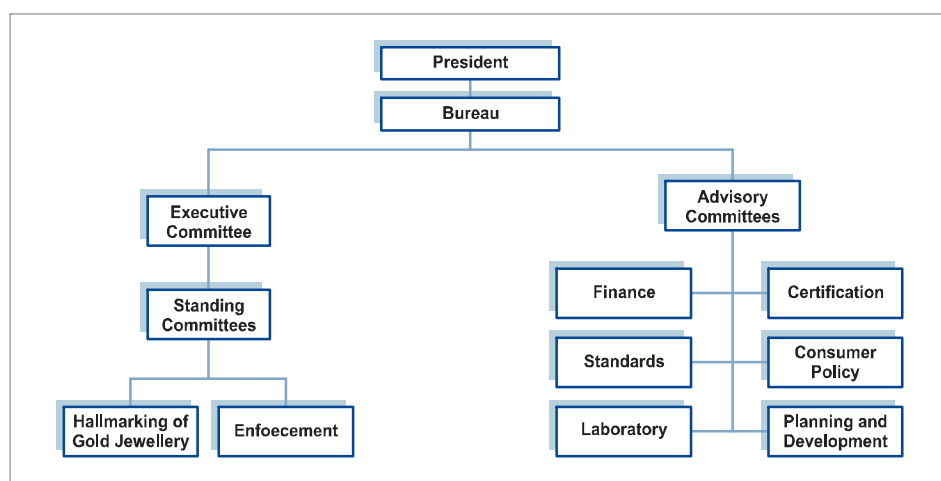 President
Bureau
Executive
Committee
Advisory
Committees
Standing
Committees
Finance
Certification
Standards
Consumer
Policy
Hallmarking of
Gold Jewellery
Enfoecement
Laboratory
Planning and
Development